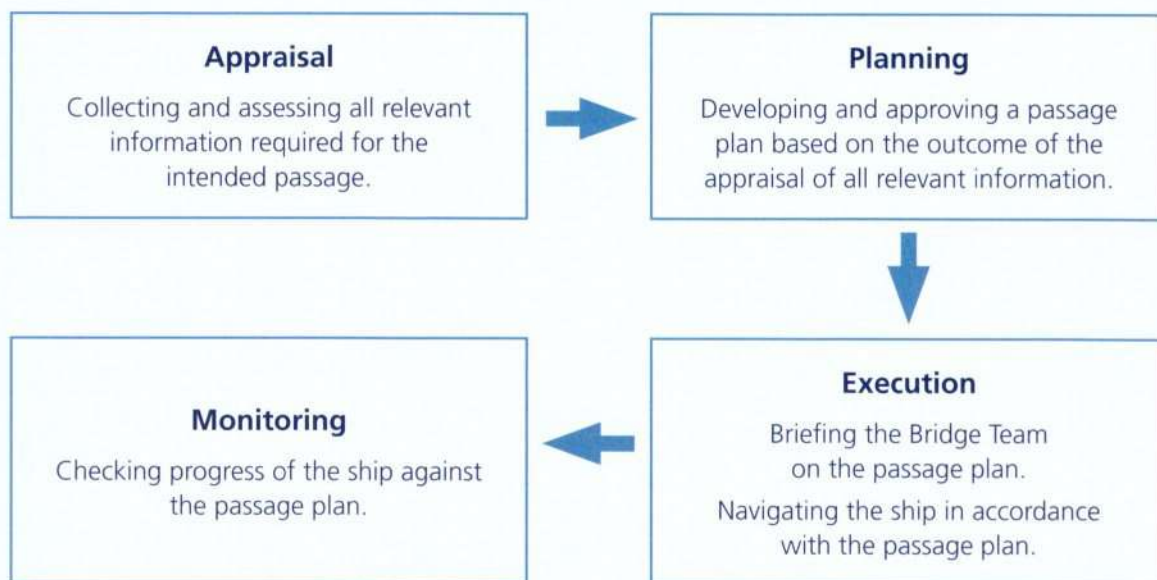 Appraisal
Collecting and assessing all relevant
information required for the
intended passage.
Planning
Developing and approving a passage
plan based on the outcome of the
appraisal of all relevant information.
Execution
Briefing the Bridge Team
on the passage plan.
Navigating the ship in accordance
with the passage plan.
Monitoring
Checking progress of the ship against
the passage plan.